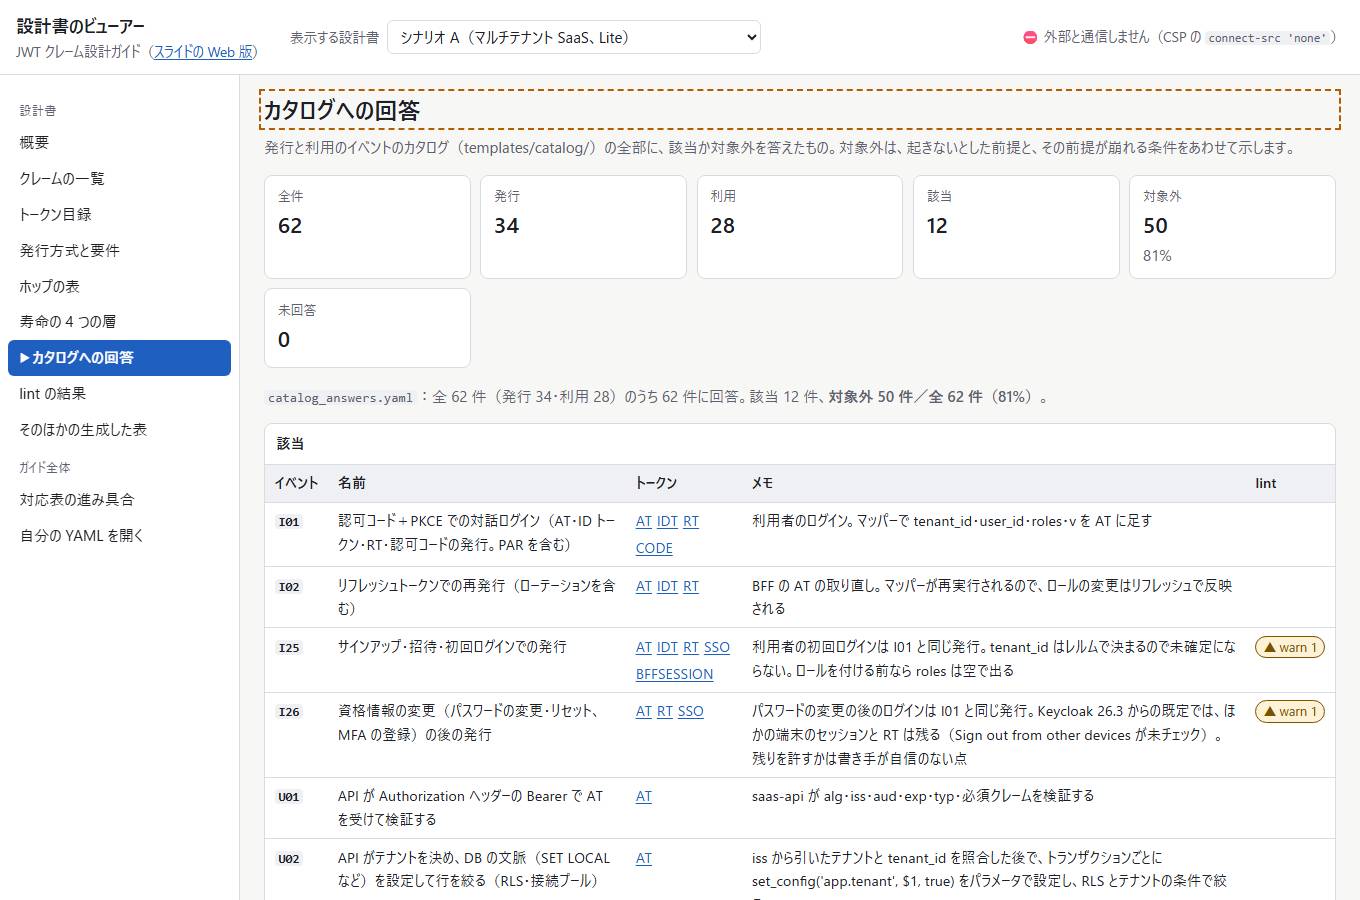 設計書のビューアー
JWT クレーム設計ガイド（スライドの Web 版）
表示する設計書
シナリオ A（マルチテナント SaaS、Lite）
外部と通信しません（CSP の connect-src 'none'）
設計書
概要
クレームの一覧
トークン目録
発行方式と要件
ホップの表
寿命の 4 つの層
▶カタログへの回答
lint の結果
そのほかの生成した表
ガイド全体
対応表の進み具合
自分の YAML を開く
カタログへの回答
発行と利用のイベントのカタログ（templates/catalog/）の全部に、該当か対象外を答えたもの。対象外は、起きないとした前提と、その前提が崩れる条件をあわせて示します。
全件
62
発行
34
利用
28
該当
12
対象外
50
81%
未回答
0
catalog_answers.yaml：全 62 件（発行 34・利用 28）のうち 62 件に回答。該当 12 件、対象外 50 件／全 62 件（81%）。
該当
イベント 名前 トークン メモ lint
I01 認可コード＋PKCE での対話ログイン（AT・ID トー AT IDT RT 利用者のログイン。マッパーで tenant_id・user_id・roles・v を AT に足す
クン・RT・認可コードの発行。PAR を含む） CODE
I02 リフレッシュトークンでの再発行（ローテーションを含 AT IDT RT BFF の AT の取り直し。マッパーが再実行されるので、ロールの変更はリフレッシュで反映
む） される
I25 サインアップ・招待・初回ログインでの発行 AT IDT RT SSO 利用者の初回ログインは I01 と同じ発行。tenant_id はレルムで決まるので未確定にな ▲ warn 1
BFFSESSION らない。ロールを付ける前なら roles は空で出る
I26 資格情報の変更（パスワードの変更・リセット、 AT RT SSO パスワードの変更の後のログインは I01 と同じ発行。Keycloak 26.3 からの既定では、ほ ▲ warn 1
MFA の登録）の後の発行 かの端末のセッションと RT は残る（Sign out from other devices が未チェック）。
残りを許すかは書き手が自信のない点
U01 API が Authorization ヘッダーの Bearer で AT AT saas-api が alg・iss・aud・exp・typ・必須クレームを検証する
を受けて検証する
U02 API がテナントを決め、DB の文脈（SET LOCAL AT iss から引いたテナントと tenant_id を照合した後で、トランザクションごとに
など）を設定して行を絞る（RLS・接続プール） set_config('app.tenant', $1, true) をパラメータで設定し、RLS とテナントの条件で絞